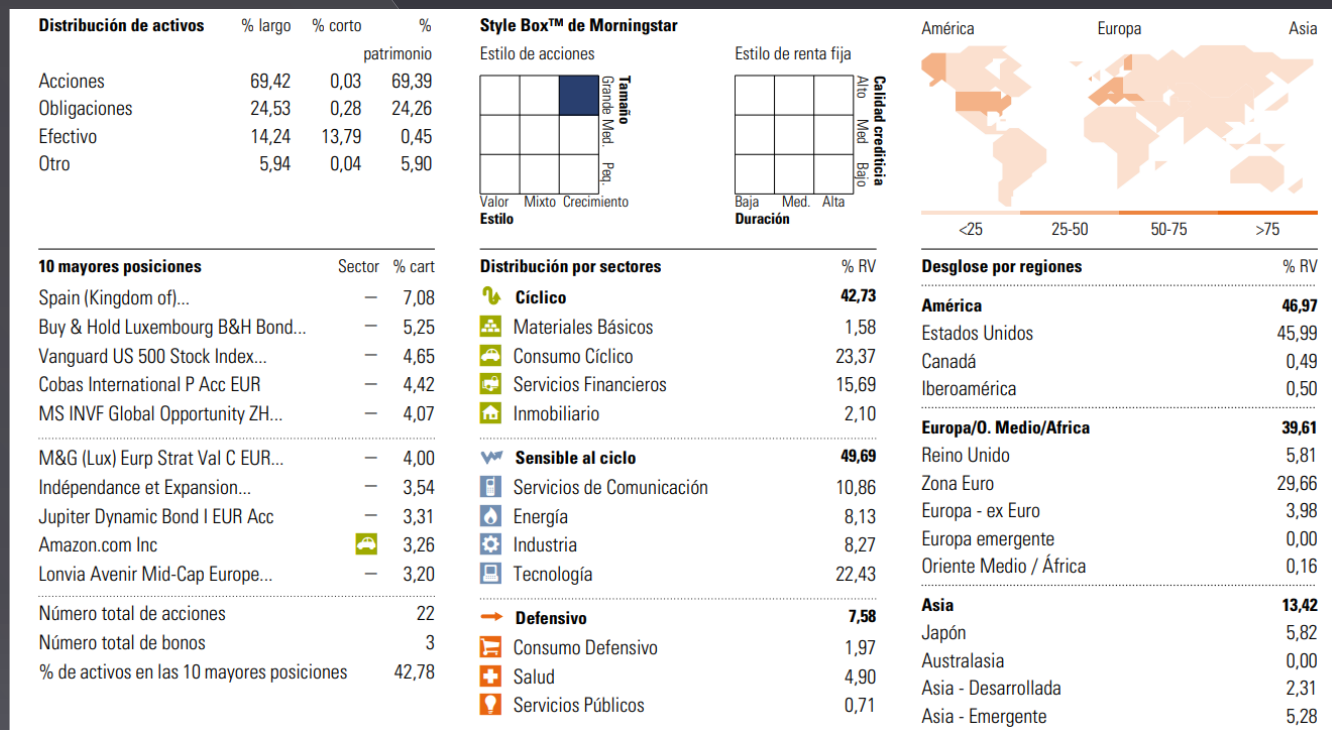 Distribución de activos % largo % corto %
patrimonio
Acciones 69,42 0,03 69,39
Obligaciones 24,53 0,28 24,26
Efectivo 14,24 13,79 0,45
Otro 5,94 0,04 5,90
Style Box™ de Morningstar
Estilo de acciones
Tamaño
Grande Med. Peq.
Valor Mixto Crecimiento
Estilo
Estilo de renta fija
Calidad crediticia
Alto Med Bajo
Baja Med. Alta
Duración
América Europa Asia
<25 25-50 50-75 >75
10 mayores posiciones Sector % cart
Spain (Kingdom of)... – 7,08
Buy & Hold Luxembourg B&H Bond... – 5,25
Vanguard US 500 Stock Index... – 4,65
Cobas International P Acc EUR – 4,42
MS INVF Global Opportunity ZH... – 4,07
M&G (Lux) Eurp Strat Val C EUR... – 4,00
Indépendance et Expansion... – 3,54
Jupiter Dynamic Bond I EUR Acc – 3,31
Amazon.com Inc 3,26
Lonvia Avenir Mid-Cap Europe... – 3,20
Número total de acciones 22
Número total de bonos 3
% de activos en las 10 mayores posiciones 42,78
Distribución por sectores % RV
Cíclico 42,73
Materiales Básicos 1,58
Consumo Cíclico 23,37
Servicios Financieros 15,69
Inmobiliario 2,10
Sensible al ciclo 49,69
Servicios de Comunicación 10,86
Energía 8,13
Industria 8,27
Tecnología 22,43
Defensivo 7,58
Consumo Defensivo 1,97
Salud 4,90
Servicios Públicos 0,71
Desglose por regiones % RV
América 46,97
Estados Unidos 45,99
Canadá 0,49
Iberoamérica 0,50
Europa/O. Medio/Africa 39,61
Reino Unido 5,81
Zona Euro 29,66
Europa - ex Euro 3,98
Europa emergente 0,00
Oriente Medio / África 0,16
Asia 13,42
Japón 5,82
Australasia 0,00
Asia - Desarrollada 2,31
Asia - Emergente 5,28